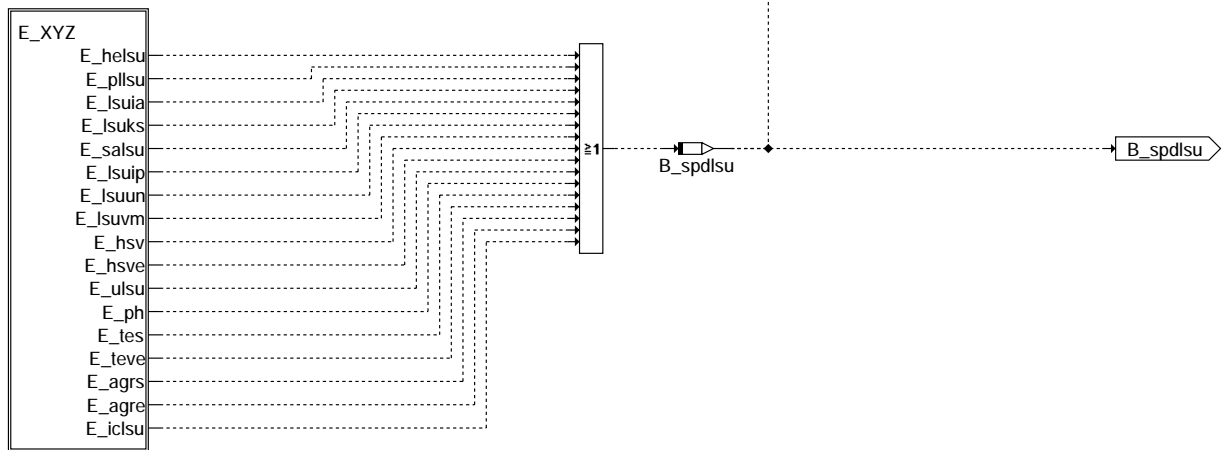 E_XYZ
E_helsu
E_pllsu
E_lsuia
E_lsuks
E_salsu
E_lsuip
E_lsuun
E_lsuvm
E_hsv
E_hsve
E_ulsu
E_ph
E_tes
E_teve
E_agrs
E_agre
E_iclsu
≧1
B_spdlsu
B_spdlsu